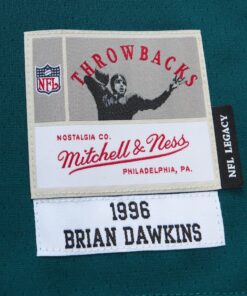 THROWBACKS
NFL
NOSTALGIA CO.
Mitchell & Ness
PHILADELPHIA, PA.
NFL LEGACY
1996
BRIAN DAWKINS